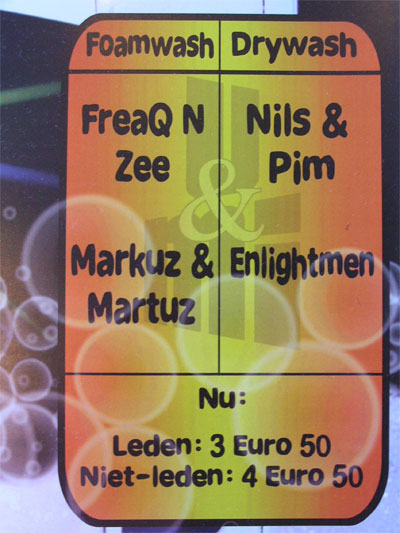 Foamwash Drywash
FreaQ N
Zee
Nils &
Pim
&
Markuz &
Martuz
Enlightmen
Nu:
Leden: 3 Euro 50
Niet-leden: 4 Euro 50